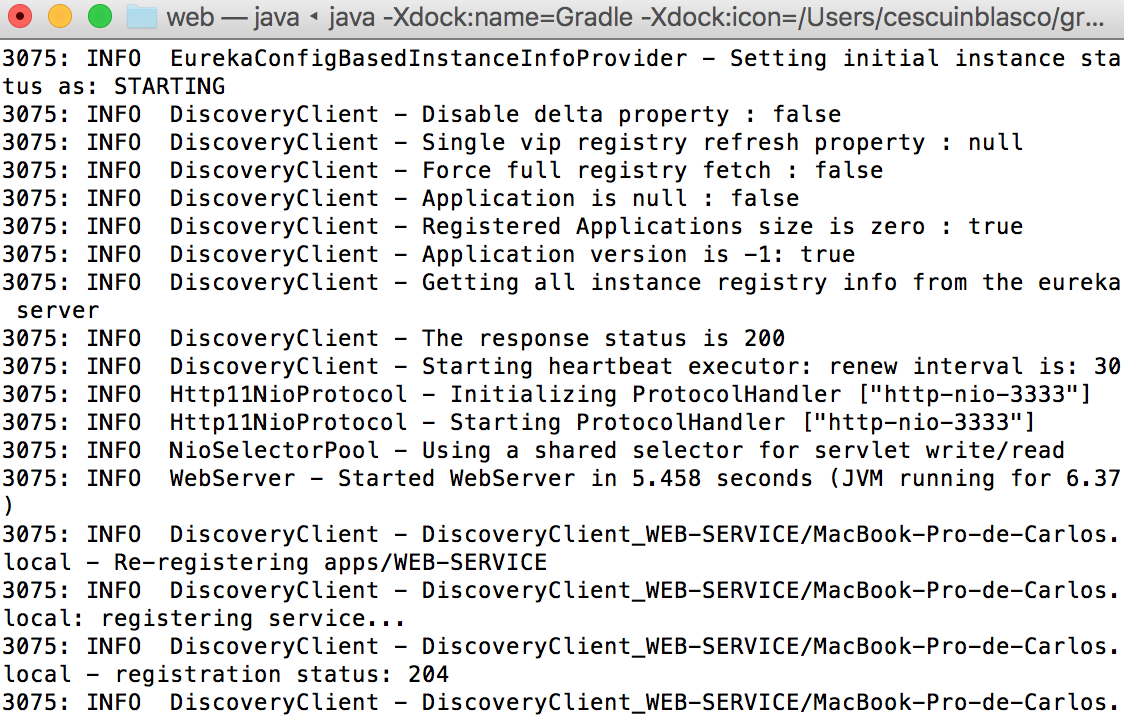 web — java ◂ java -Xdock:name=Gradle -Xdock:icon=/Users/cescuinblasco/gr...
3075: INFO  EurekaConfigBasedInstanceInfoProvider - Setting initial instance sta
tus as: STARTING
3075: INFO  DiscoveryClient - Disable delta property : false
3075: INFO  DiscoveryClient - Single vip registry refresh property : null
3075: INFO  DiscoveryClient - Force full registry fetch : false
3075: INFO  DiscoveryClient - Application is null : false
3075: INFO  DiscoveryClient - Registered Applications size is zero : true
3075: INFO  DiscoveryClient - Application version is -1: true
3075: INFO  DiscoveryClient - Getting all instance registry info from the eureka
 server
3075: INFO  DiscoveryClient - The response status is 200
3075: INFO  DiscoveryClient - Starting heartbeat executor: renew interval is: 30
3075: INFO  Http11NioProtocol - Initializing ProtocolHandler ["http-nio-3333"]
3075: INFO  Http11NioProtocol - Starting ProtocolHandler ["http-nio-3333"]
3075: INFO  NioSelectorPool - Using a shared selector for servlet write/read
3075: INFO  WebServer - Started WebServer in 5.458 seconds (JVM running for 6.37
)
3075: INFO  DiscoveryClient - DiscoveryClient_WEB-SERVICE/MacBook-Pro-de-Carlos.
local - Re-registering apps/WEB-SERVICE
3075: INFO  DiscoveryClient - DiscoveryClient_WEB-SERVICE/MacBook-Pro-de-Carlos.
local: registering service...
3075: INFO  DiscoveryClient - DiscoveryClient_WEB-SERVICE/MacBook-Pro-de-Carlos.
local - registration status: 204
3075: INFO  DiscoveryClient - DiscoveryClient_WEB-SERVICE/MacBook-Pro-de-Carlos.